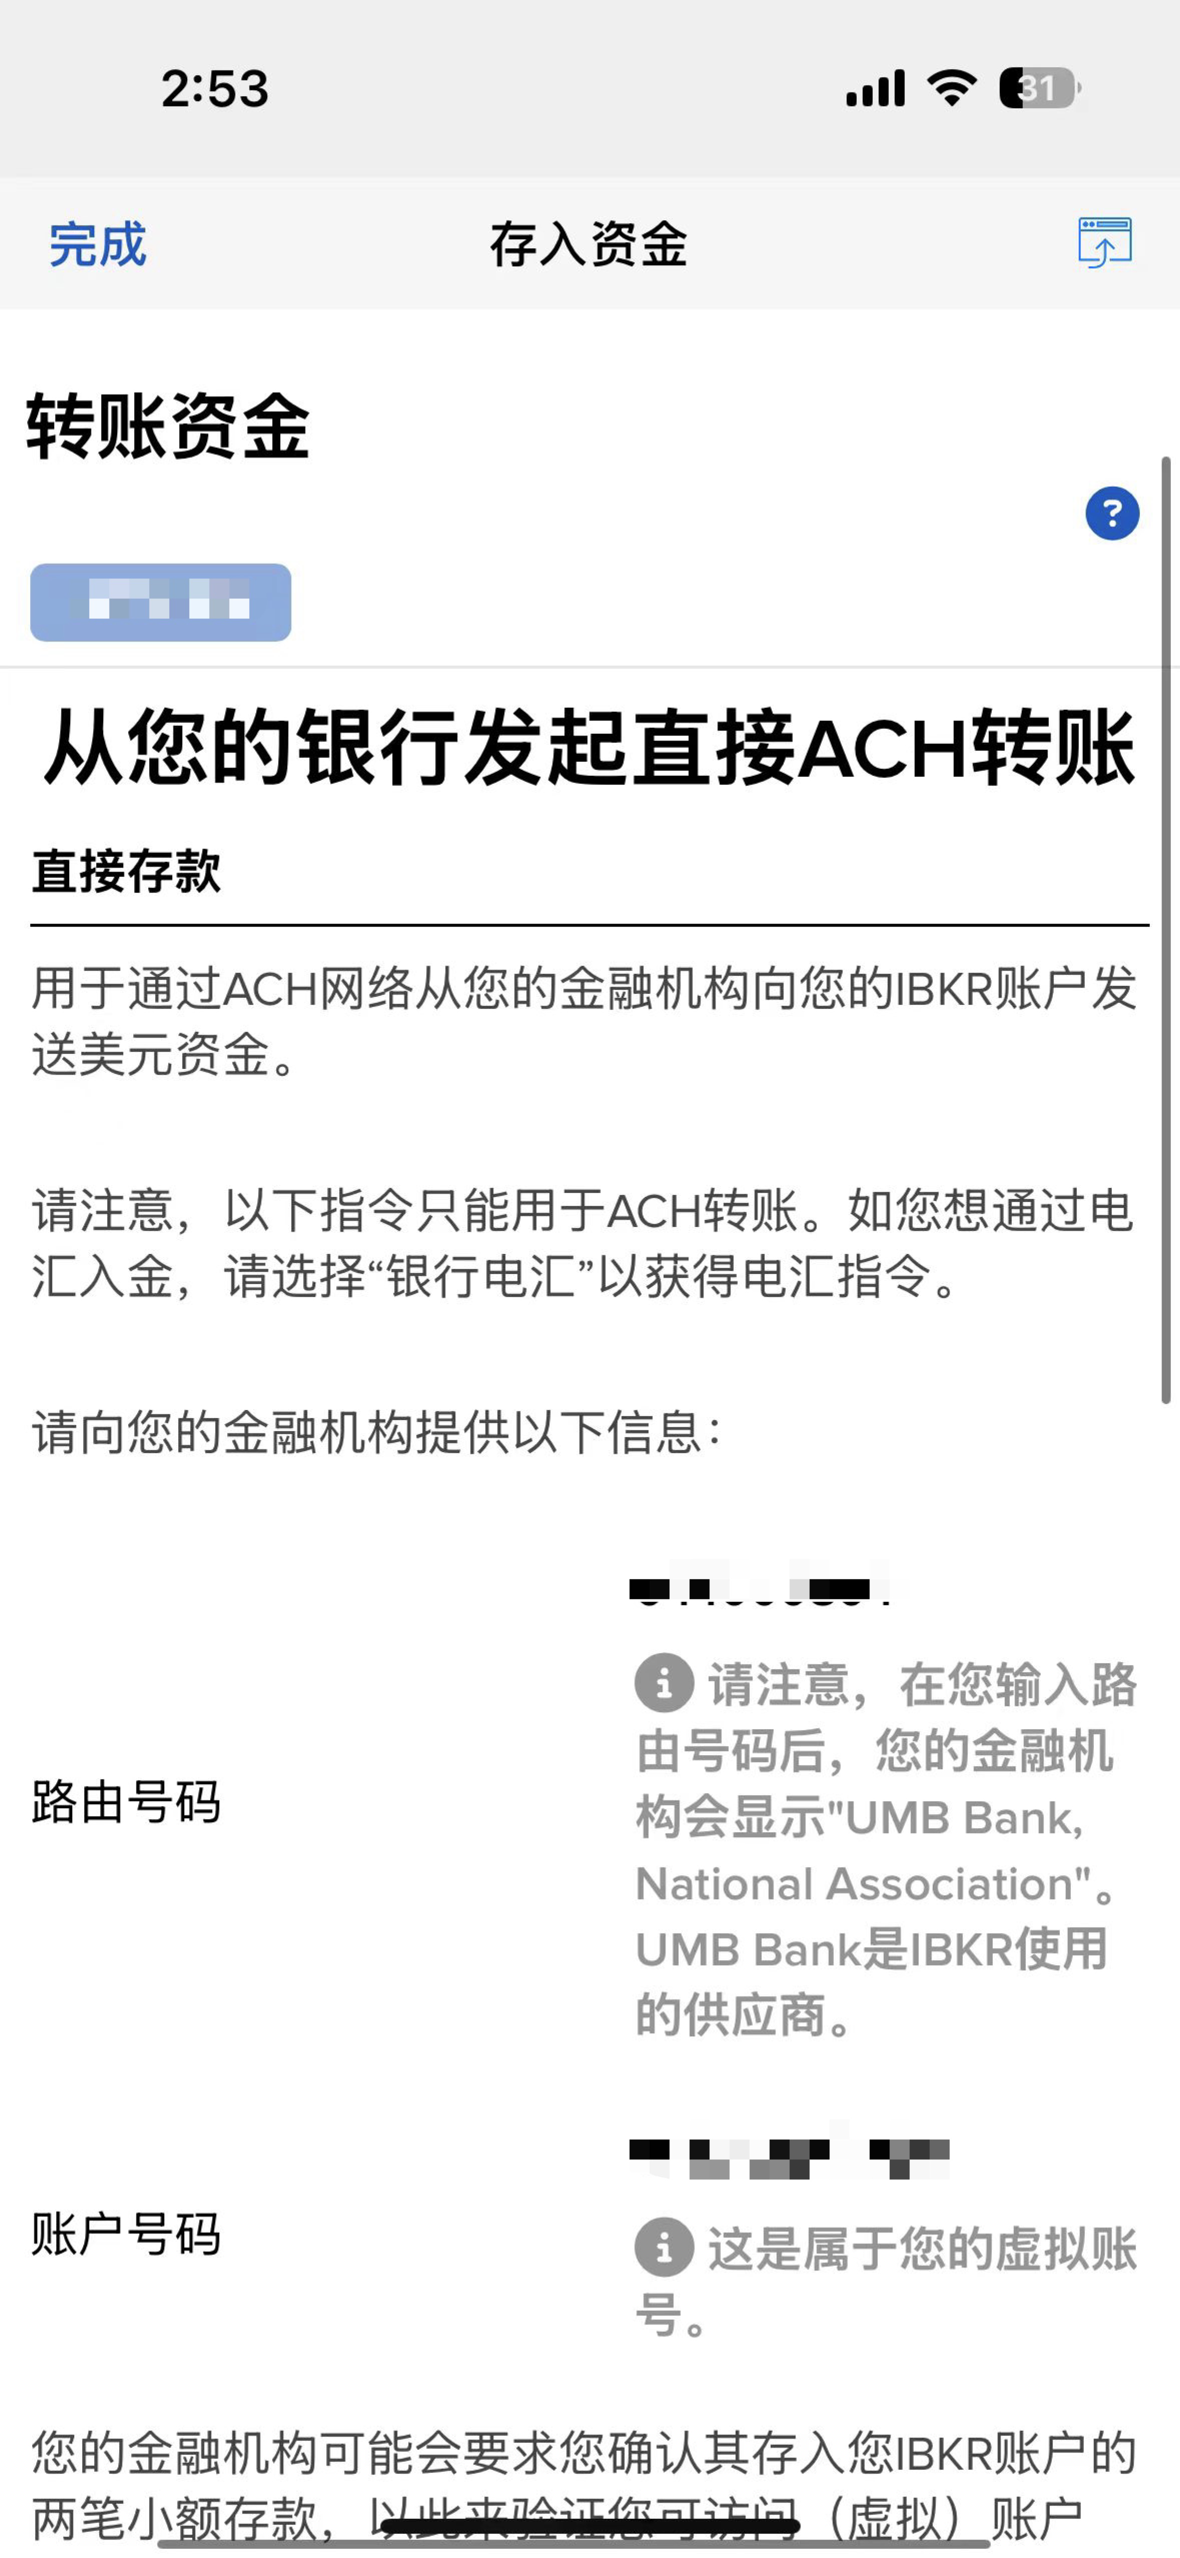 2:53
31
完成
存入资金
转账资金
?
从您的银行发起直接ACH转账
直接存款
用于通过ACH网络从您的金融机构向您的IBKR账户发
送美元资金。
请注意，以下指令只能用于ACH转账。如您想通过电
汇入金，请选择“银行电汇”以获得电汇指令。
请向您的金融机构提供以下信息：
路由号码
请注意，在您输入路
由号码后，您的金融机
构会显示"UMB Bank,
National Association"。
UMB Bank是IBKR使用
的供应商。
账户号码
这是属于您的虚拟账
号。
您的金融机构可能会要求您确认其存入您IBKR账户的
两笔小额存款，以此来验证您可访问（虚拟）账户